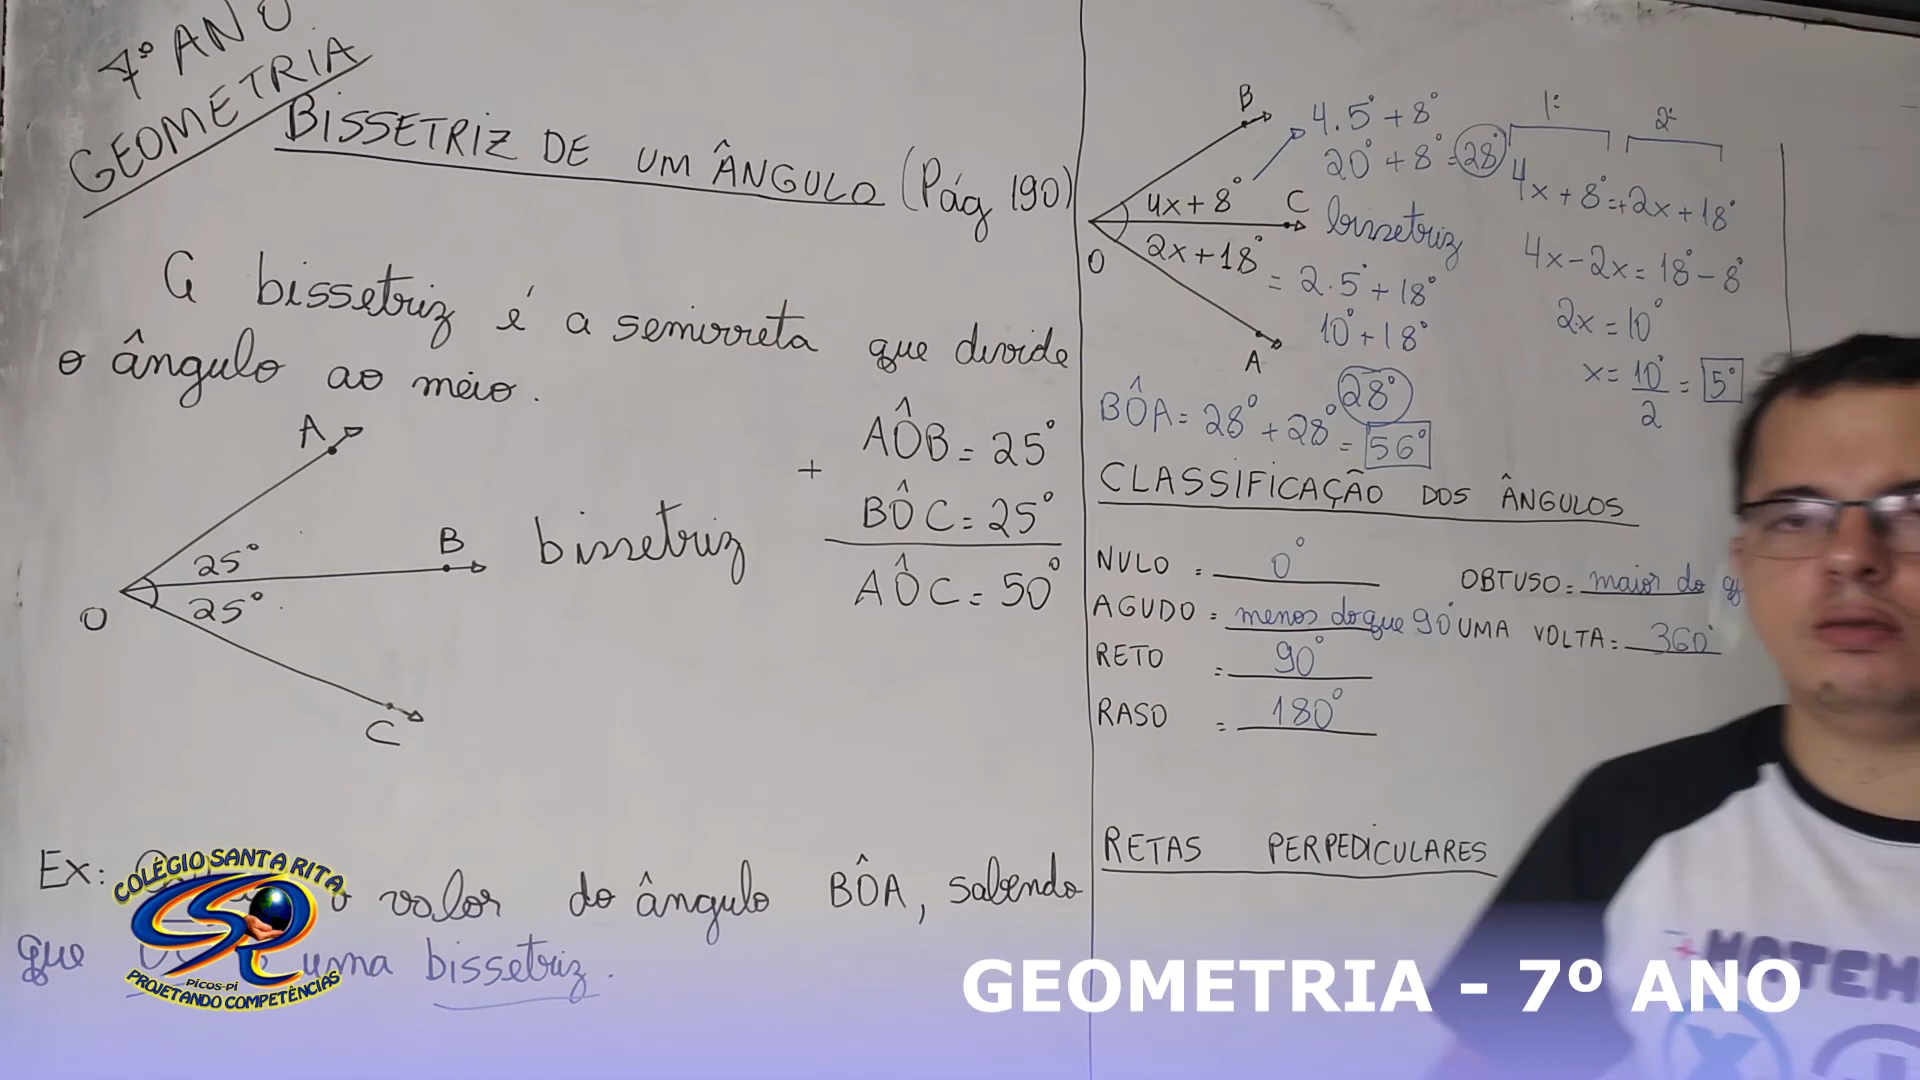 7º ANO
GEOMETRIA
BISSETRIZ DE UM ÂNGULO (Pág 190)
A bissetriz é a semirreta que divide
o ângulo ao meio.
A
25°
B
bissetriz
25°
O
C
+
AÔB = 25°
BÔC = 25°
AÔC = 50°
Ex:
valor do ângulo BÔA, sabendo
que
uma bissetriz.
B
4x+8°
C
bissetriz
2x+18°
O
A
4.5°+8°
20°+8°=28°
= 2.5°+18°
10°+18°
28°
BÔA = 28°+28° = 56°
1º
2º
4x+8°=+2x+18°
4x-2x=18°-8°
2x=10°
x=10°/2=5°
CLASSIFICAÇÃO DOS ÂNGULOS
NULO = 0°
OBTUSO = maior do
AGUDO = menos do que 90°
UMA VOLTA = 360°
RETO = 90°
RASO = 180°
RETAS PERPEDICULARES
COLÉGIO SANTA RITA
PICOS-PI
PROJETANDO COMPETÊNCIAS
GEOMETRIA - 7º ANO